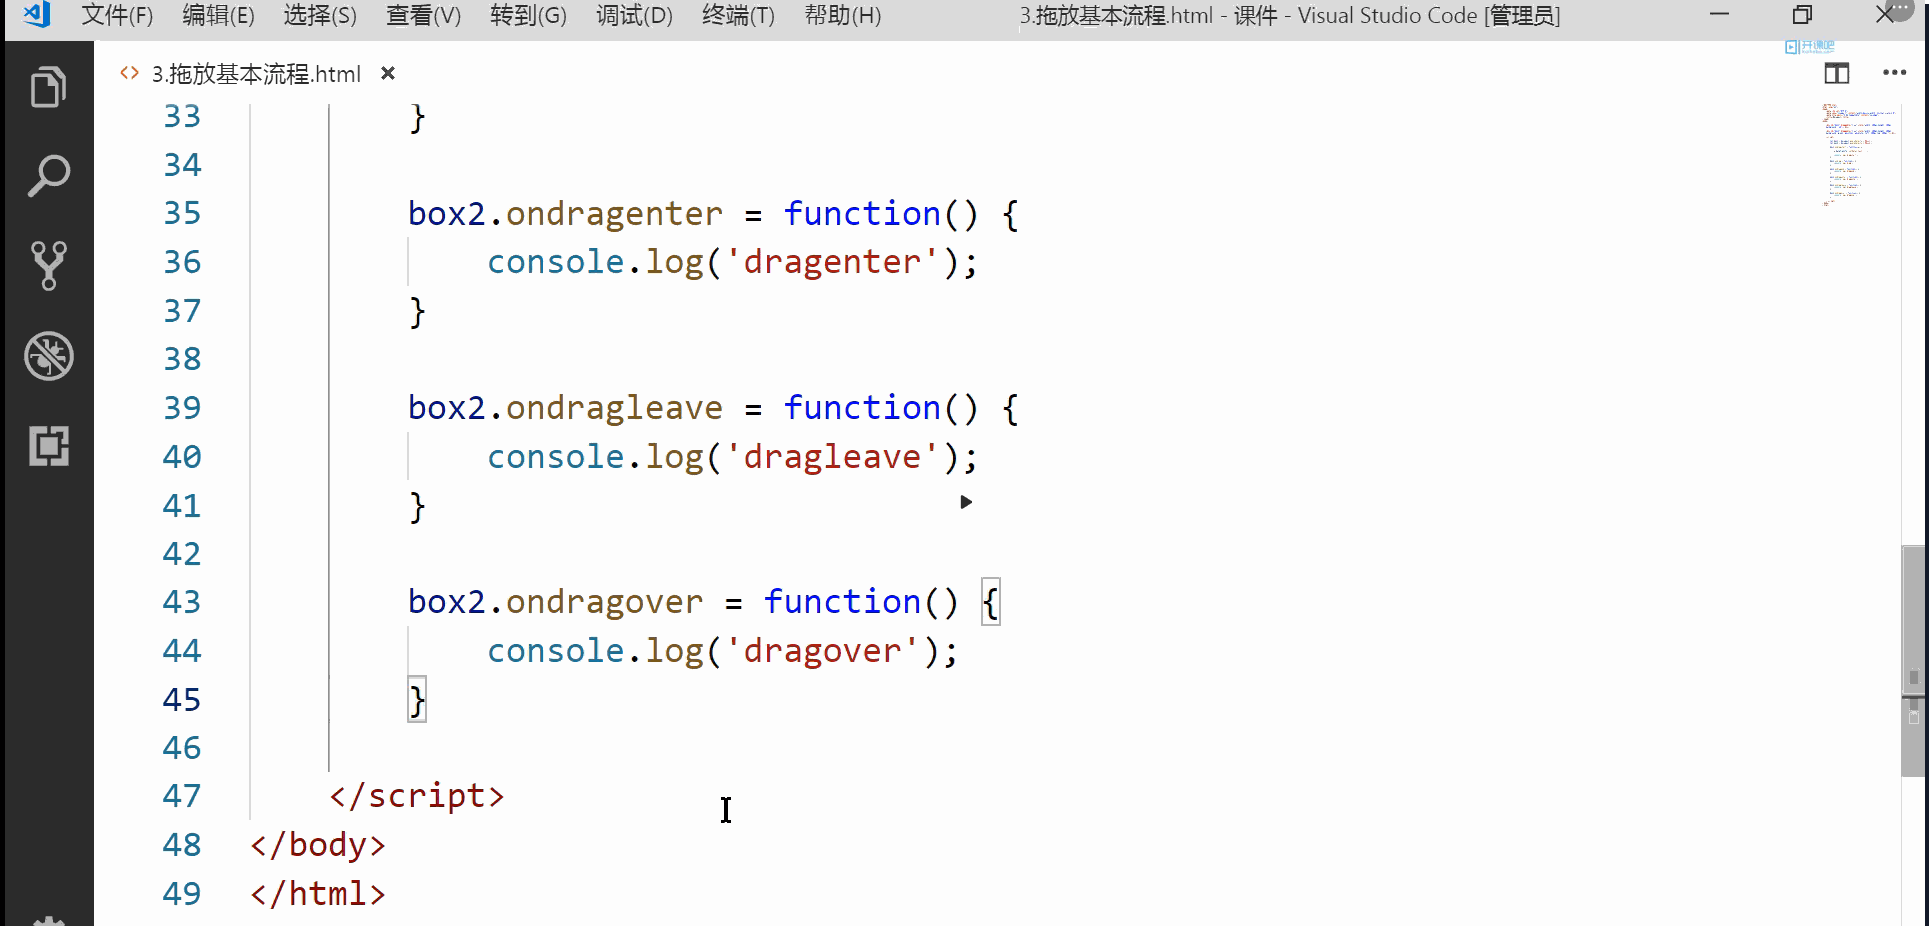 文件(F) 编辑(E) 选择(S) 查看(V) 转到(G) 调试(D) 终端(T) 帮助(H) 3.拖放基本流程.html - 课件 - Visual Studio Code [管理员]
开课吧
3.拖放基本流程.html
33 }
34
35 box2.ondragenter = function() {
36 console.log('dragenter');
37 }
38
39 box2.ondragleave = function() {
40 console.log('dragleave');
41 }
42
43 box2.ondragover = function() {
44 console.log('dragover');
45 }
46
47 </script>
48 </body>
49 </html>